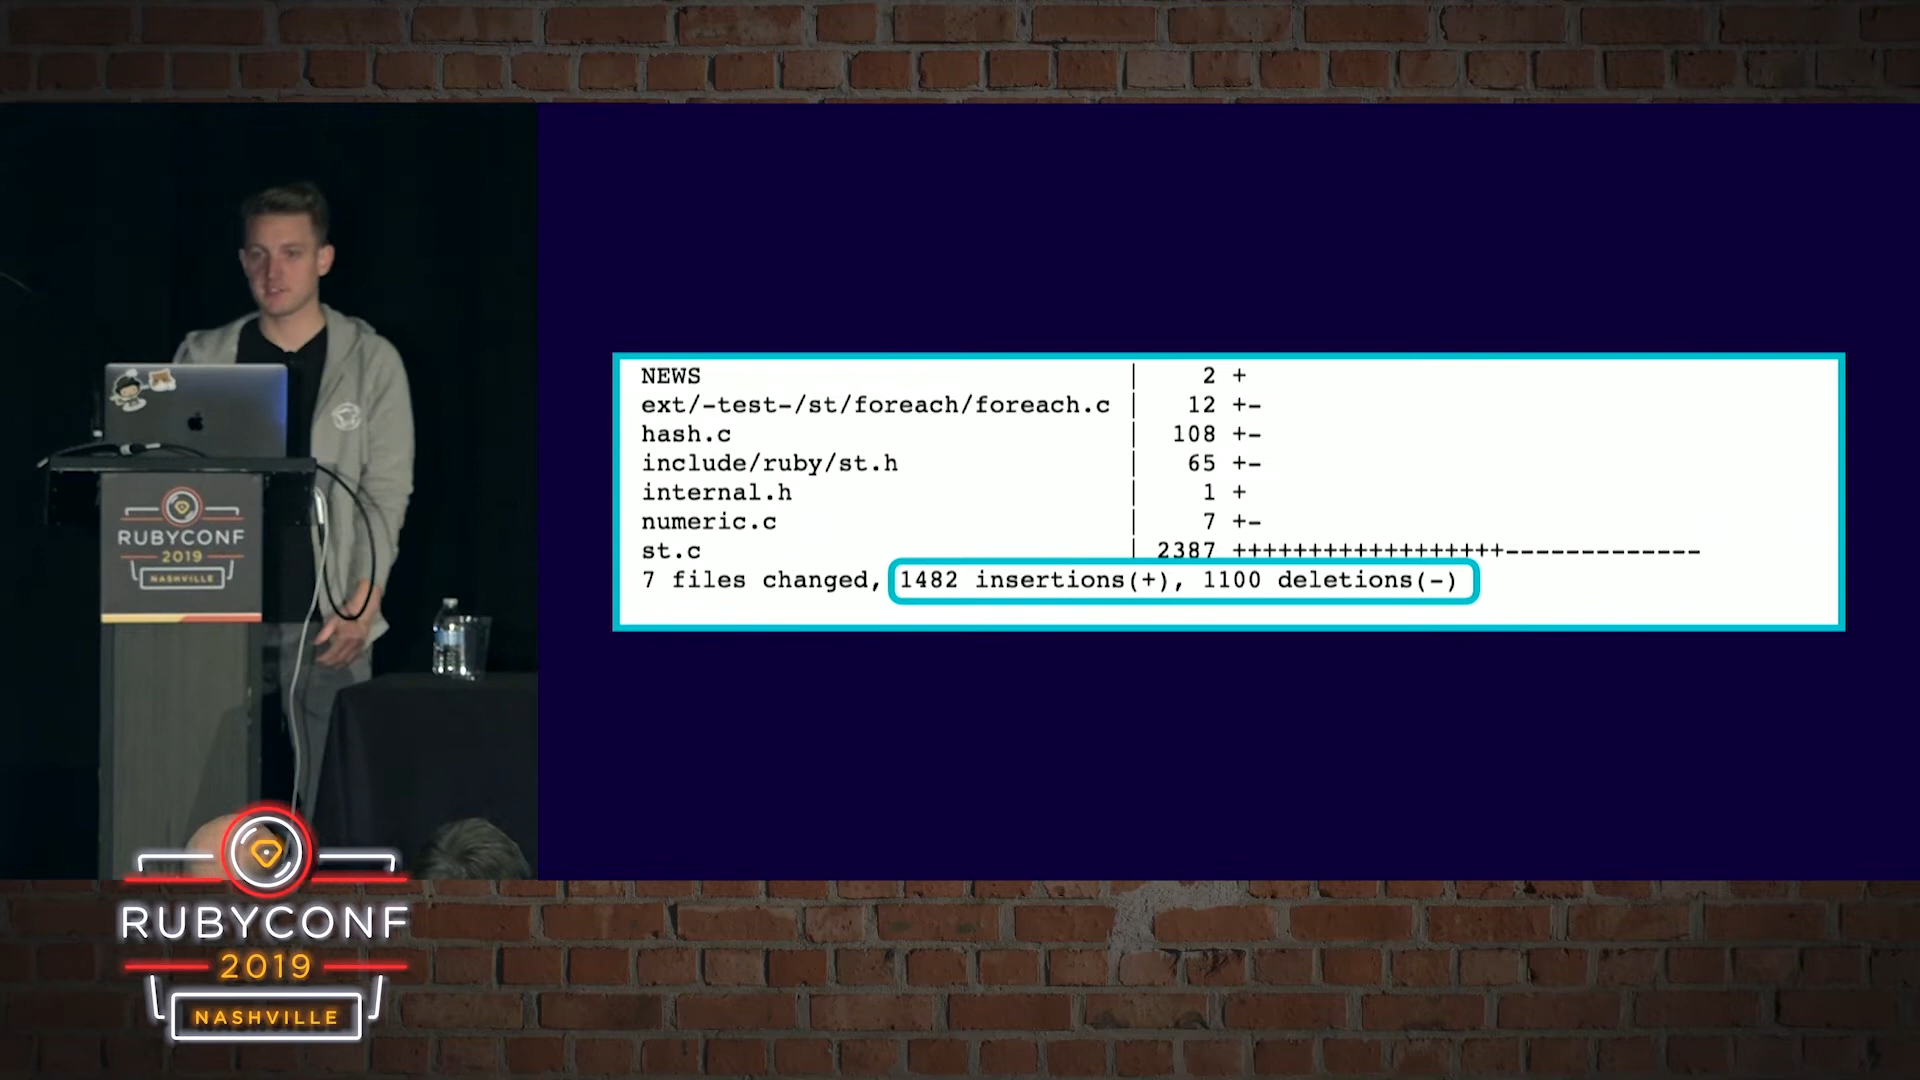 NEWS | 2 +
ext/-test-/st/foreach/foreach.c | 12 +-
hash.c | 108 +-
include/ruby/st.h | 65 +-
internal.h | 1 +
numeric.c | 7 +-
st.c | 2387 ++++++++++++++++++-------------
7 files changed, 1482 insertions(+), 1100 deletions(-)
RUBYCONF
2019
NASHVILLE
RUBYCONF
2019
NASHVILLE